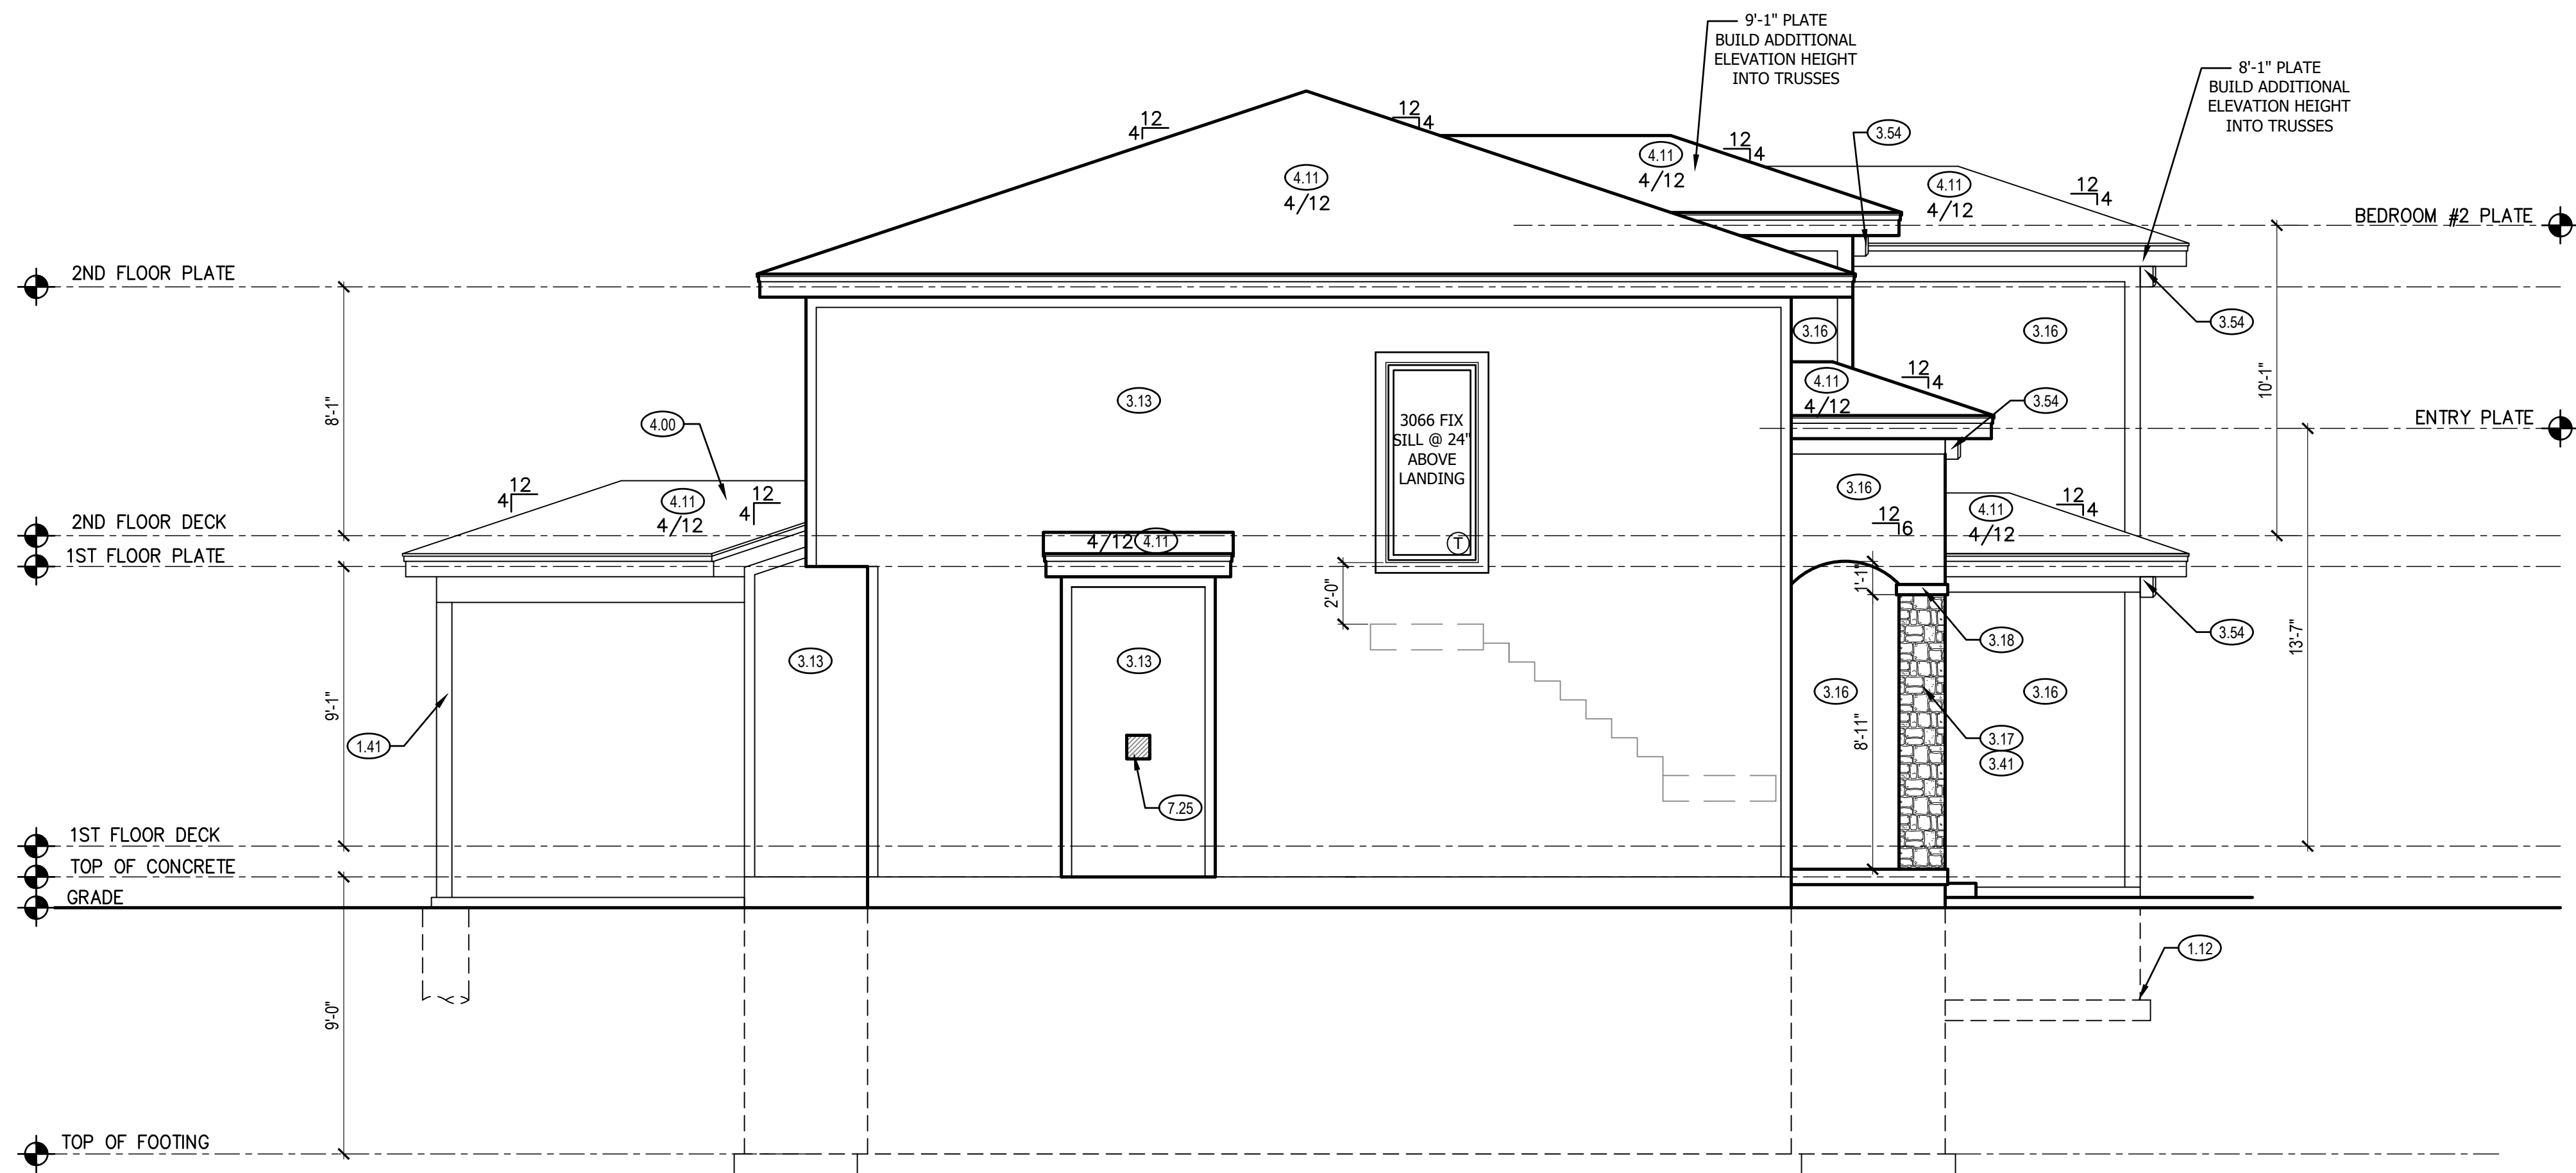 9'-1" PLATE
BUILD ADDITIONAL
ELEVATION HEIGHT
INTO TRUSSES
8'-1" PLATE
BUILD ADDITIONAL
ELEVATION HEIGHT
INTO TRUSSES
12
4
12
4
12
4
3.54
4.11
4/12
4.11
4/12
4.11
4/12
12
4
BEDROOM #2 PLATE
2ND FLOOR PLATE
3.54
3.16
3.16
12
4
4.11
4/12
10'-1"
8'-1"
3.13
3.54
4.00
3066 FIX
SILL @ 24"
ABOVE
LANDING
T
ENTRY PLATE
12
4
4.11
4/12
12
4
3.16
12
6
4.11
4/12
12
4
2ND FLOOR DECK
4/12
4.11
1ST FLOOR PLATE
2'-0"
1'-1"
3.18
3.54
13'-7"
3.13
3.13
9'-1"
3.16
3.16
8'-11"
3.17
3.41
1.41
7.25
1ST FLOOR DECK
TOP OF CONCRETE
GRADE
1.12
9'-0"
TOP OF FOOTING